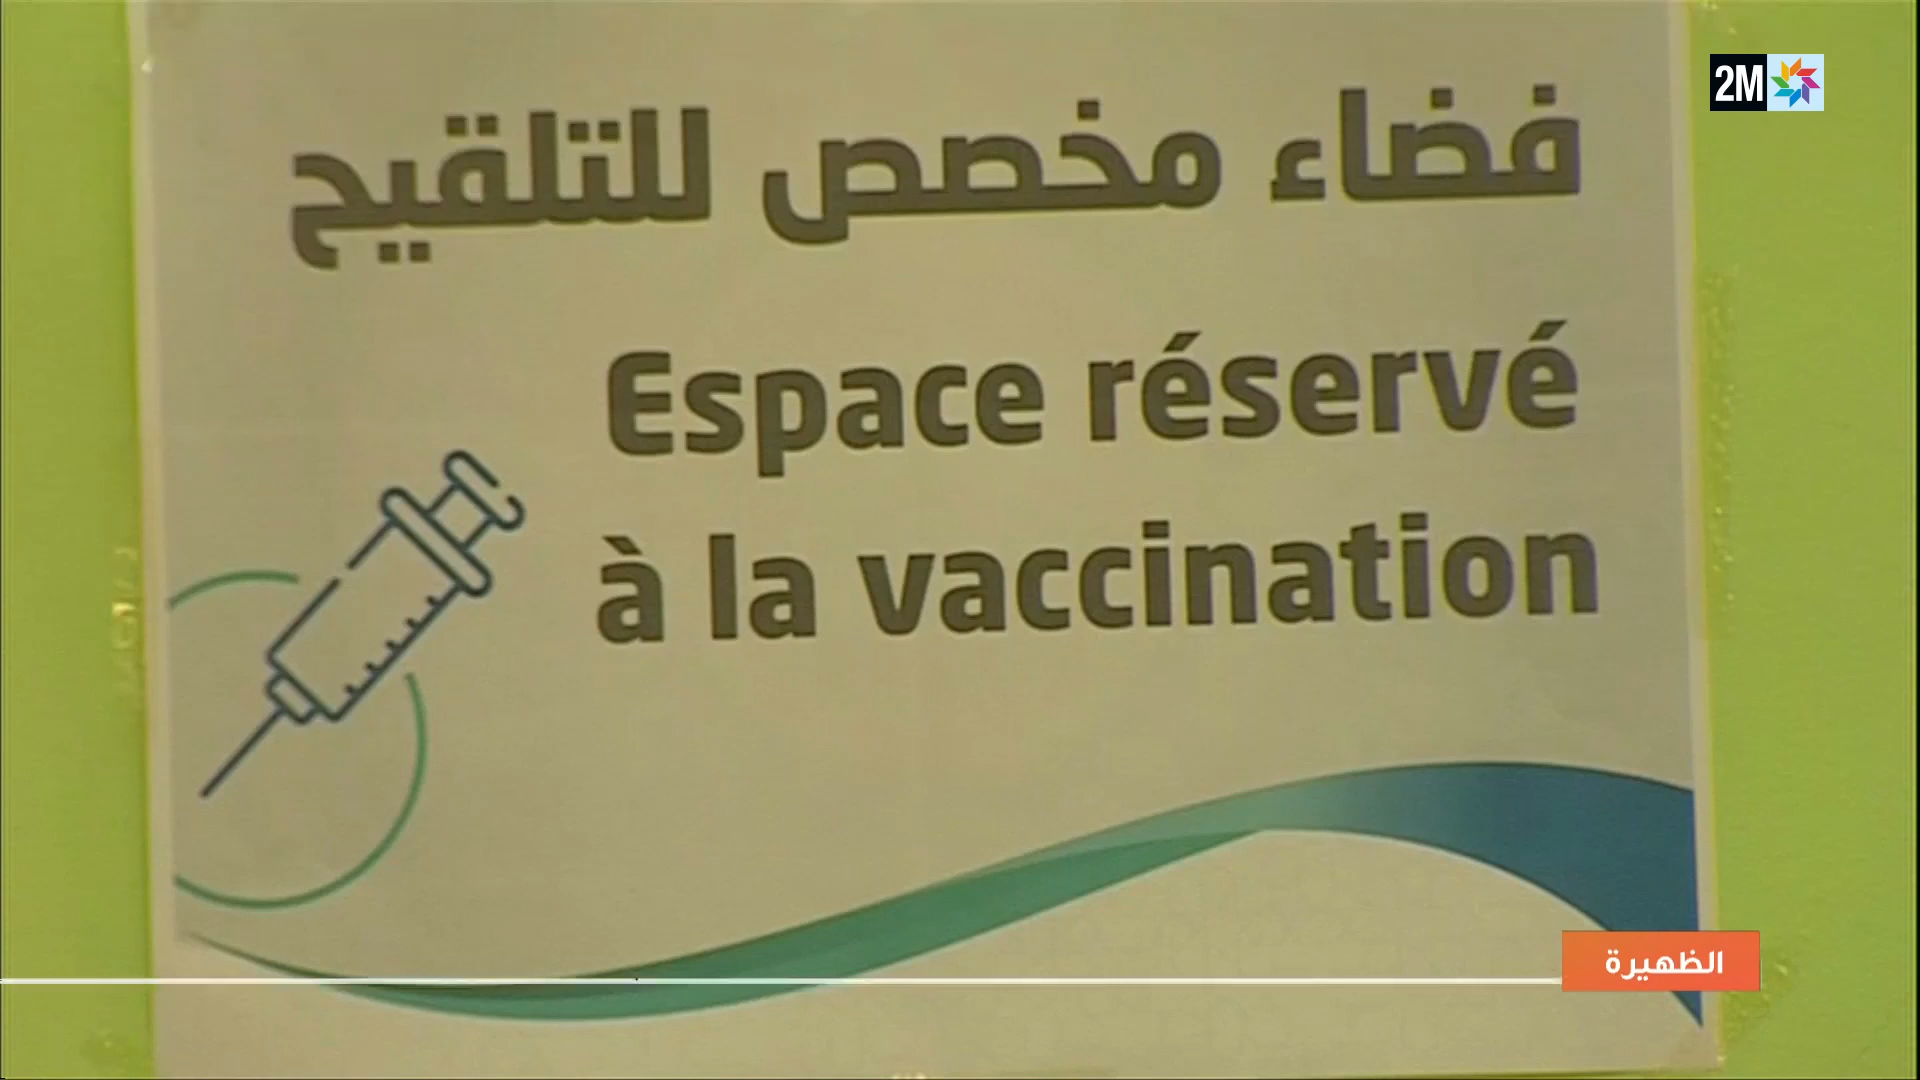 2M
فضاء مخصص للتلقيح
Espace réservé
à la vaccination
الظهيرة